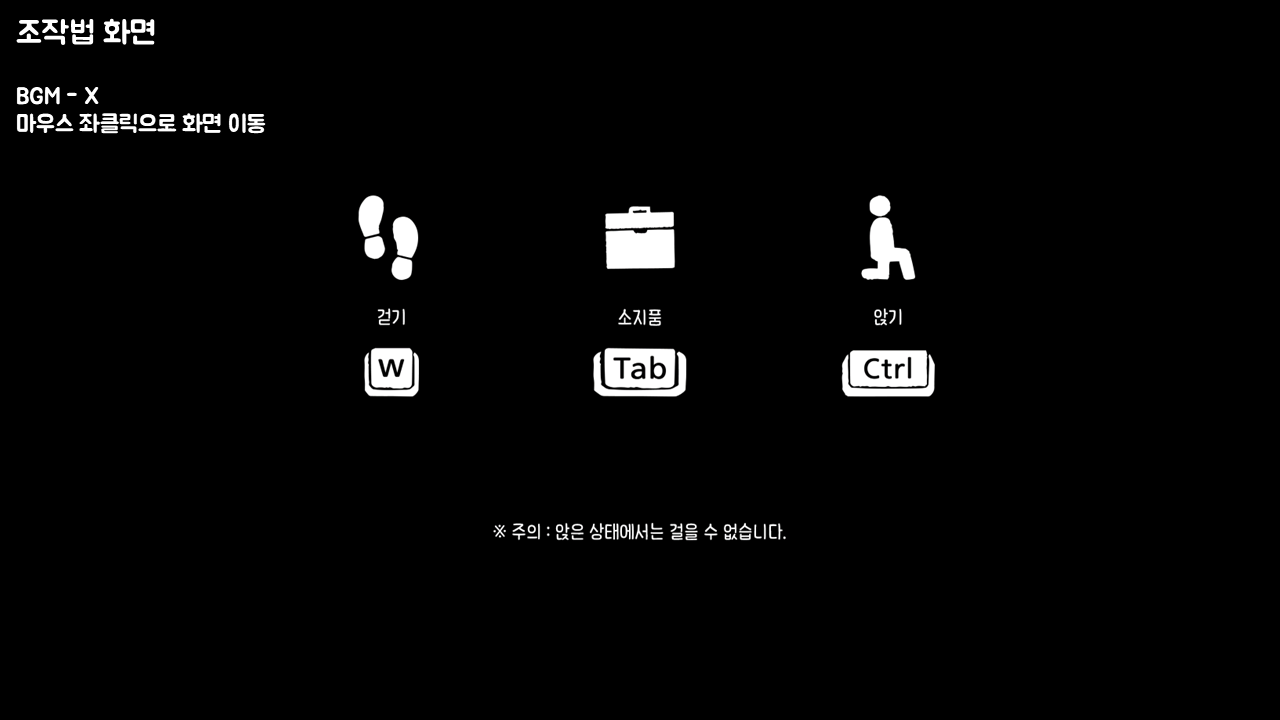 조작법 화면
BGM - X
마우스 좌클릭으로 화면 이동
걷기
소지품
앉기
W
Tab
Ctrl
※ 주의 : 앉은 상태에서는 걸을 수 없습니다.